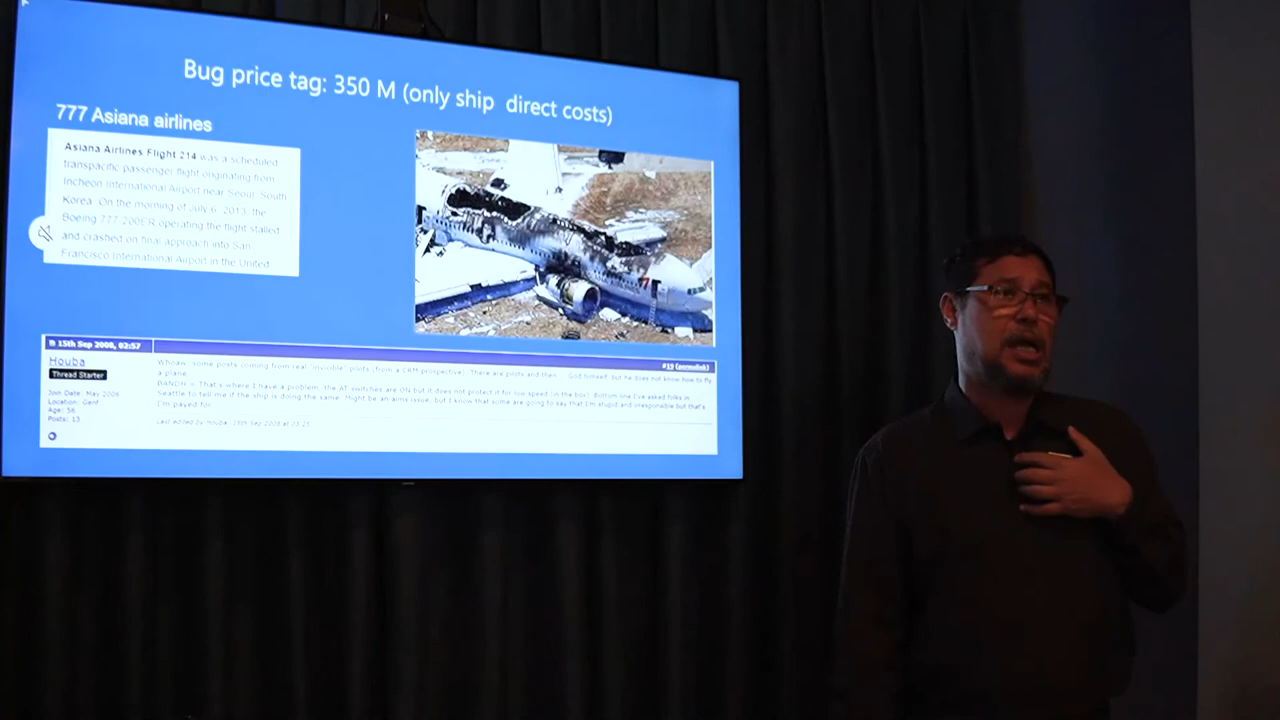 Bug price tag: 350 M (only ship direct costs)
777 Asiana airlines
Asiana Airlines Flight 214 was a scheduled
transpacific passenger flight originating from
Incheon International Airport near Seoul, South
Korea. On the morning of July 6, 2013, the
Boeing 777-200ER operating the flight stalled
and crashed on final approach into San
Francisco International Airport in the United
15th Sep 2008, 02:57
#19 (permalink)
Houba
Thread Starter
Join Date: May 2006
Location: Genf
Age: 56
Posts: 13
Whoaw, some posts coming from real "invisible" pilots (from a CRM prospective). There are pilots and then ... God himself, but he does not know how to fly
a plane.
That's where I have a problem, the AT switches are ON but it does not protect it for low speed (in the box). Bottom line I've asked folks in
Seattle to tell me if the ship is doing the same. Might be an alms issue, but I know that some are going to say that I'm stupid and irresponsible but that's
I'm payed for.
Last edited by Houba; 15th Sep 2008 at 03:25